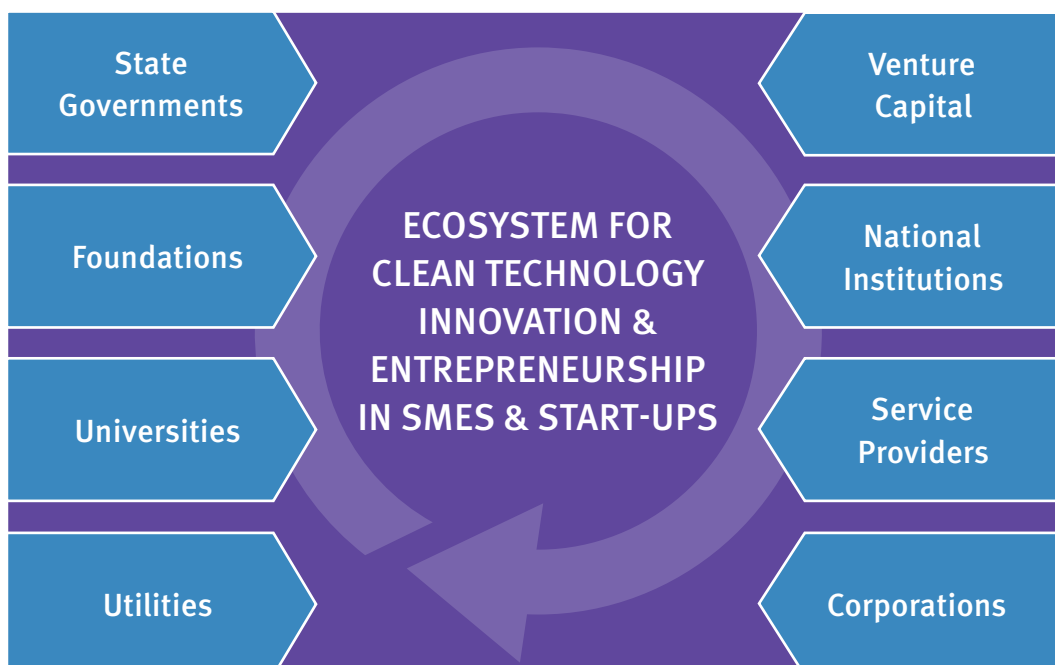 State
Governments
Foundations
Universities
Utilities
ECOSYSTEM FOR
CLEAN TECHNOLOGY
INNOVATION &
ENTREPRENEURSHIP
IN SMES & START-UPS
Venture
Capital
National
Institutions
Service
Providers
Corporations